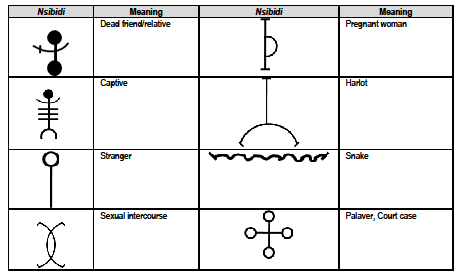 Nsibidi Meaning Nsibidi Meaning
Dead friend/relative Pregnant woman
Captive Harlot
Stranger Snake
Sexual intercourse Palaver, Court case